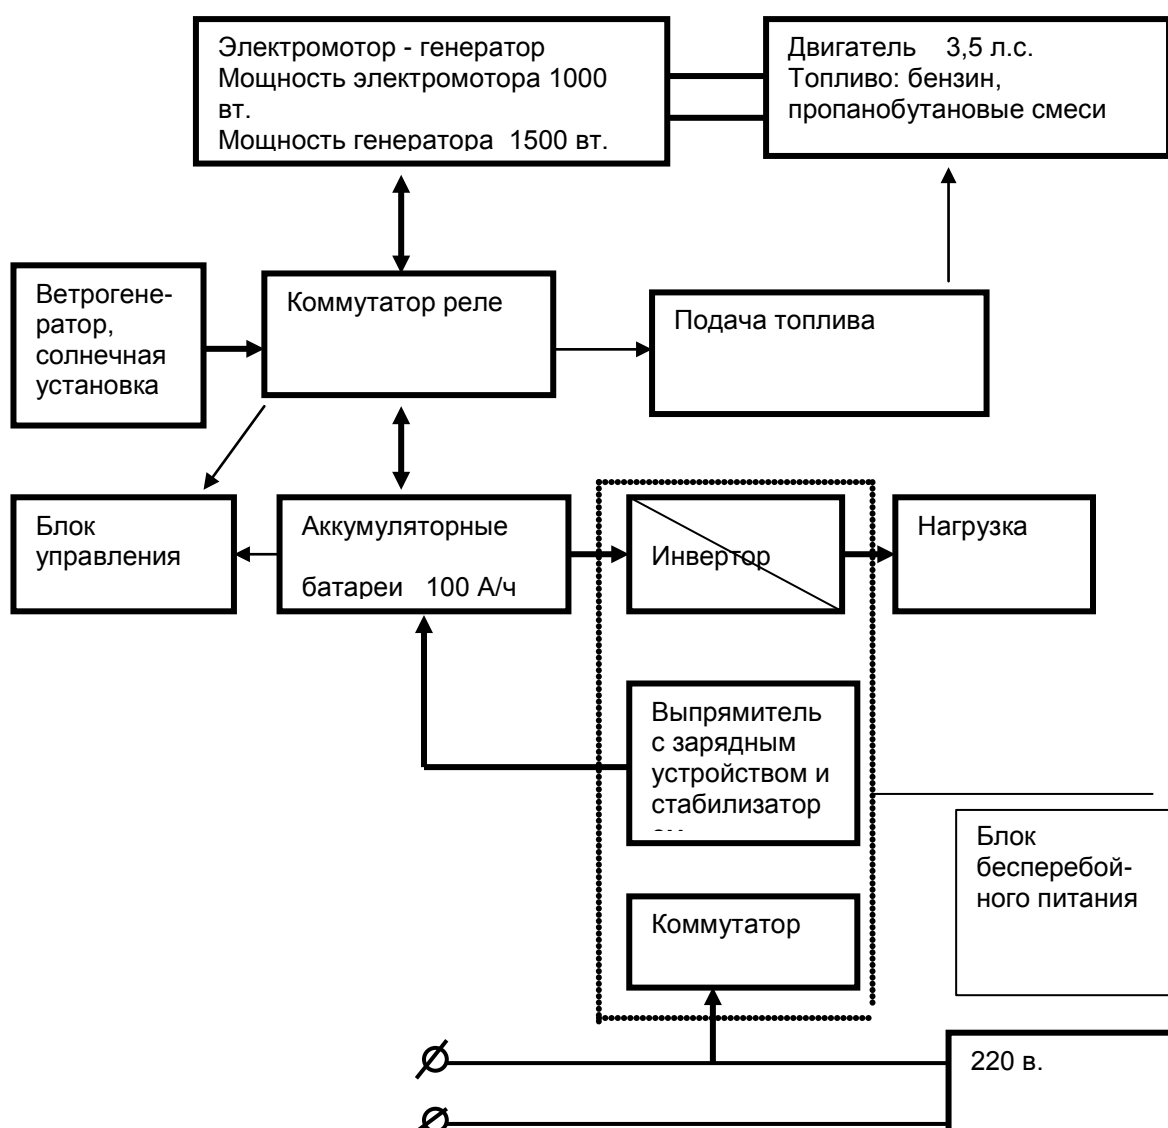 Электромотор - генератор
Мощность электромотора 1000
вт.
Мощность генератора 1500 вт.
Двигатель 3,5 л.с.
Топливо: бензин,
пропанобутановые смеси
Ветрогене-
ратор,
солнечная
установка
Коммутатор реле
Подача топлива
Блок
управления
Аккумуляторные
батареи 100 А/ч
Инвертор
Нагрузка
Выпрямитель
с зарядным
устройством и
стабилизатор
Блок
бесперебой-
ного питания
Коммутатор
220 в.